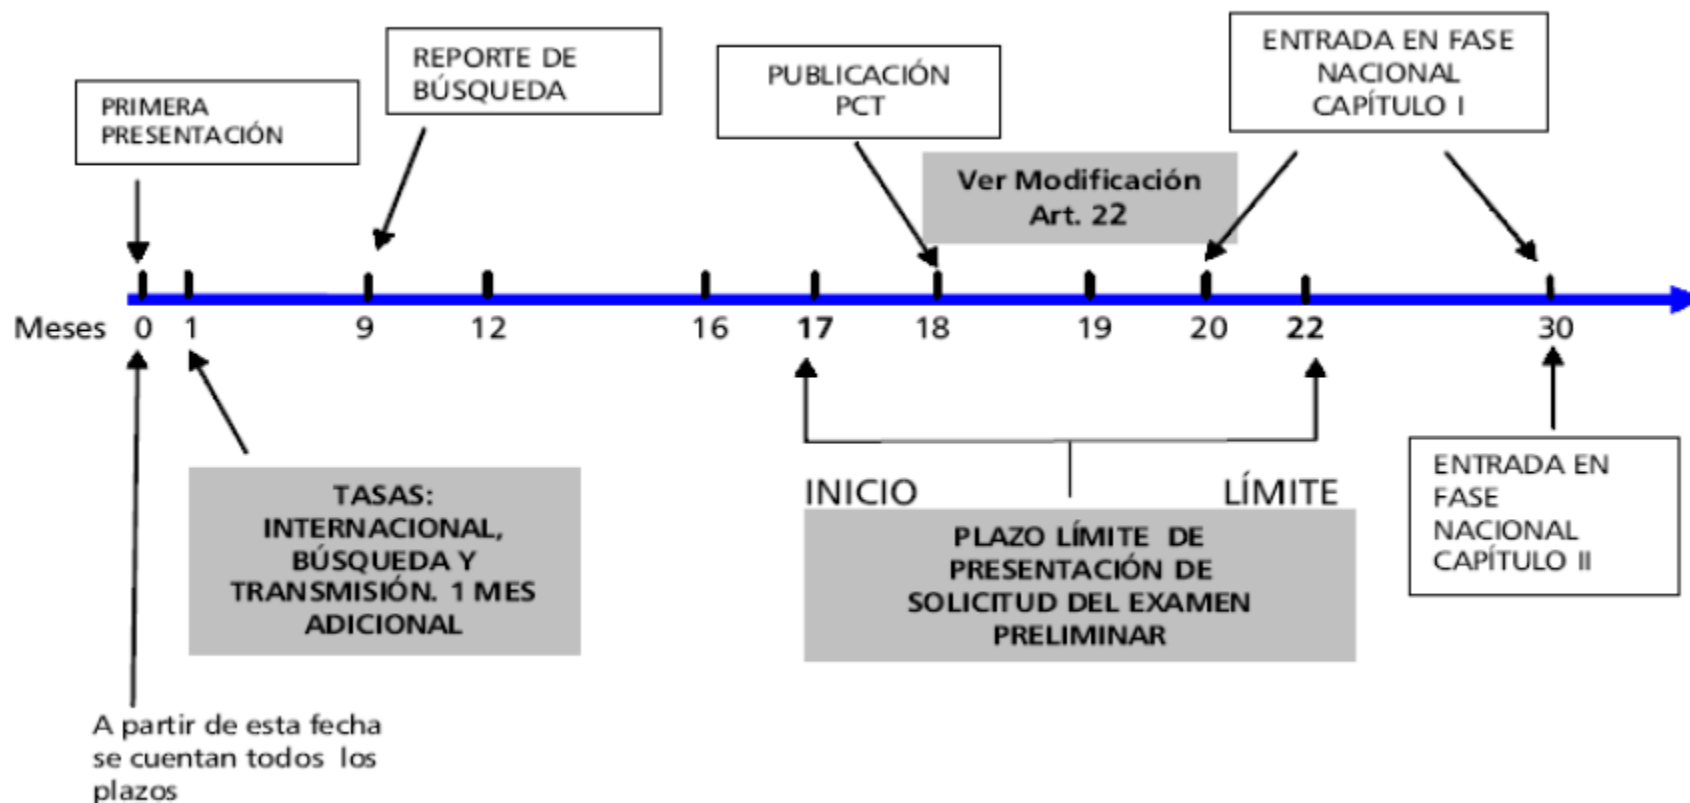 PRIMERA
PRESENTACIÓN
REPORTE DE
BÚSQUEDA
PUBLICACIÓN
PCT
ENTRADA EN FASE
NACIONAL
CAPÍTULO I
Ver Modificación
Art. 22
Meses 0 1 9 12 16 17 18 19 20 22 30
TASAS:
INTERNACIONAL,
BÚSQUEDA Y
TRANSMISIÓN. 1 MES
ADICIONAL
INICIO LÍMITE
PLAZO LÍMITE DE
PRESENTACIÓN DE
SOLICITUD DEL EXAMEN
PRELIMINAR
ENTRADA EN
FASE
NACIONAL
CAPÍTULO II
A partir de esta fecha
se cuentan todos los
plazos